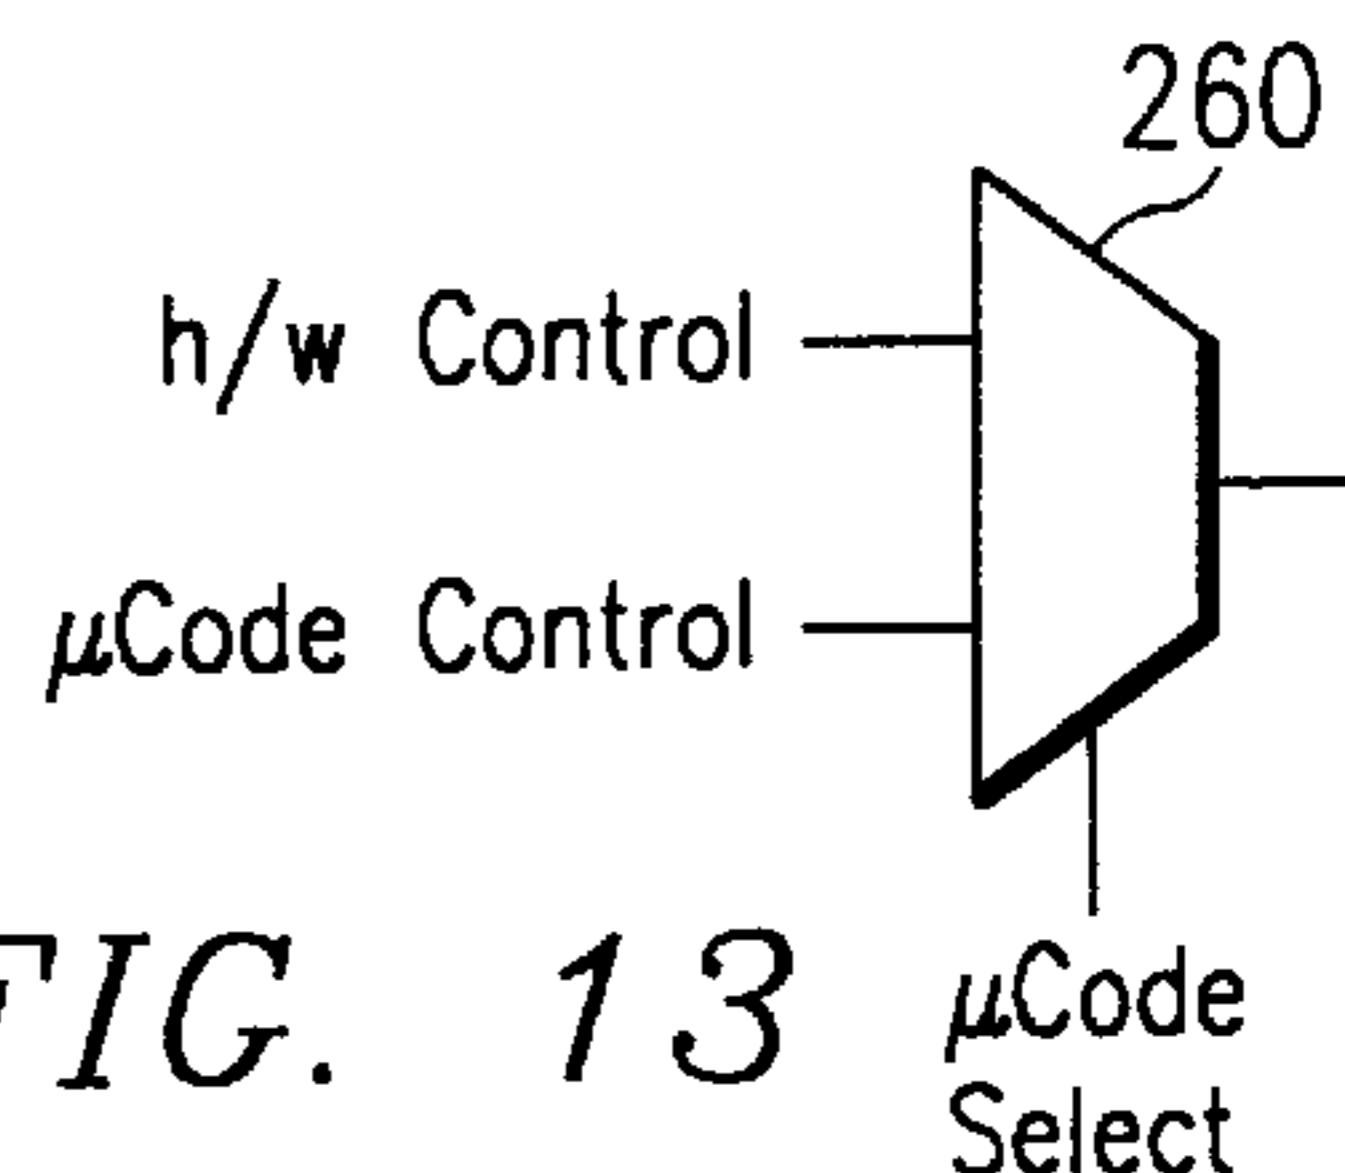 260
h/w Control
μCode Control
FIG. 13
μCode
Select